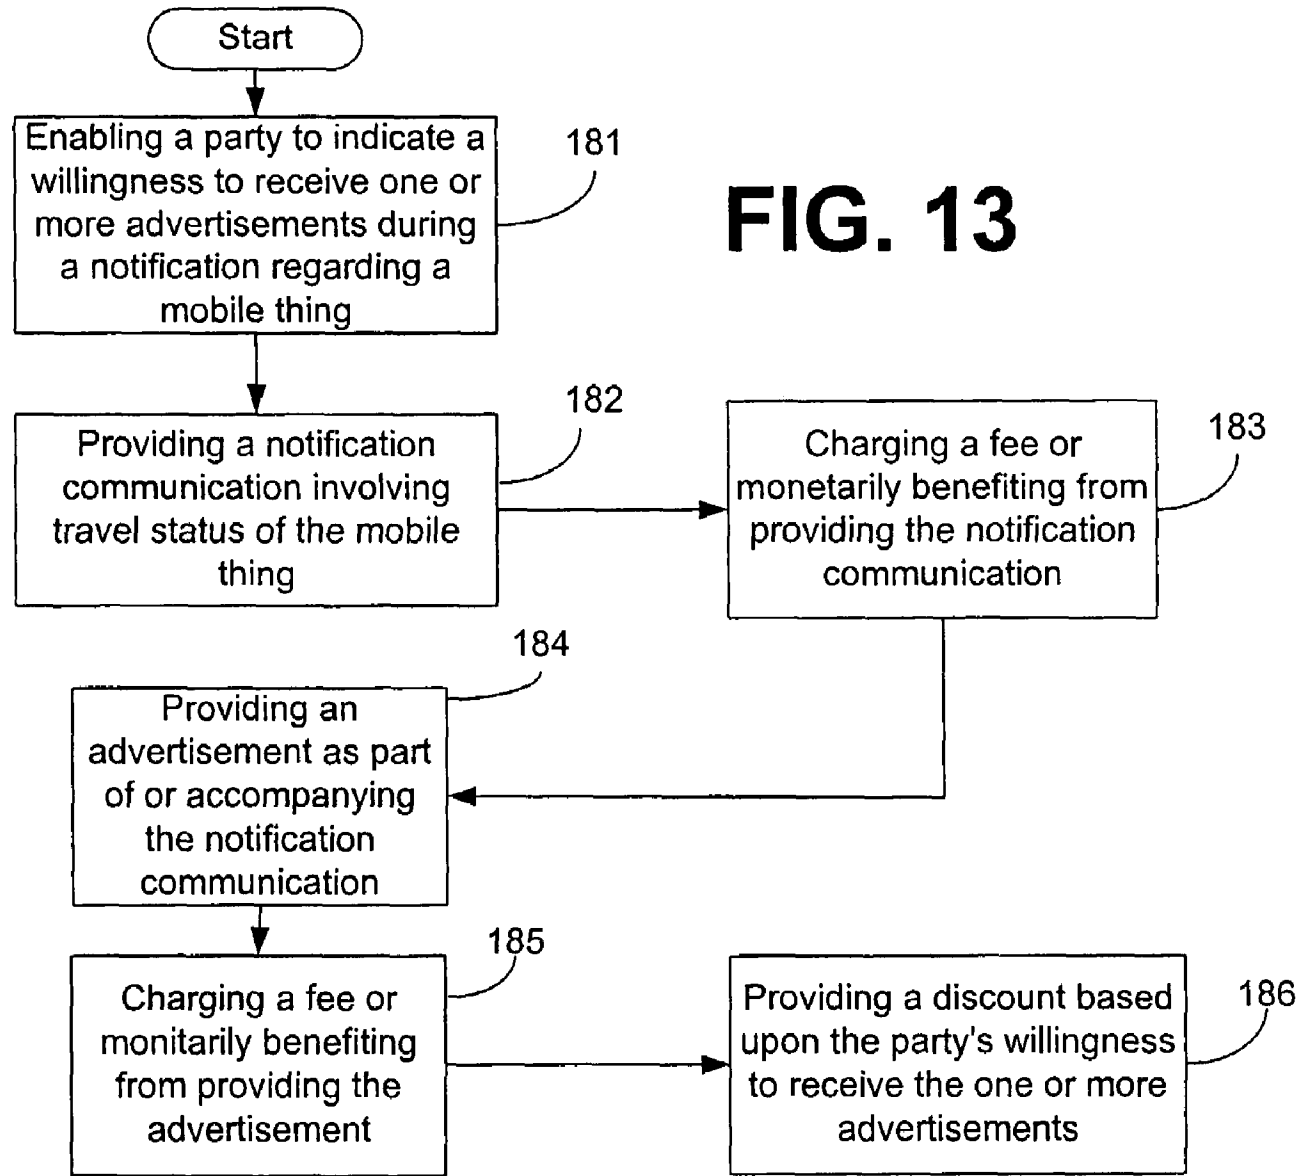 Start
Enabling a party to indicate a
willingness to receive one or
more advertisements during
a notification regarding a
mobile thing
181
FIG. 13
Providing a notification
communication involving
travel status of the mobile
thing
182
Charging a fee or
monetarily benefiting from
providing the notification
communication
183
184
Providing an
advertisement as part
of or accompanying
the notification
communication
185
Charging a fee or
monitarily benefiting
from providing the
advertisement
Providing a discount based
upon the party's willingness
to receive the one or more
advertisements
186